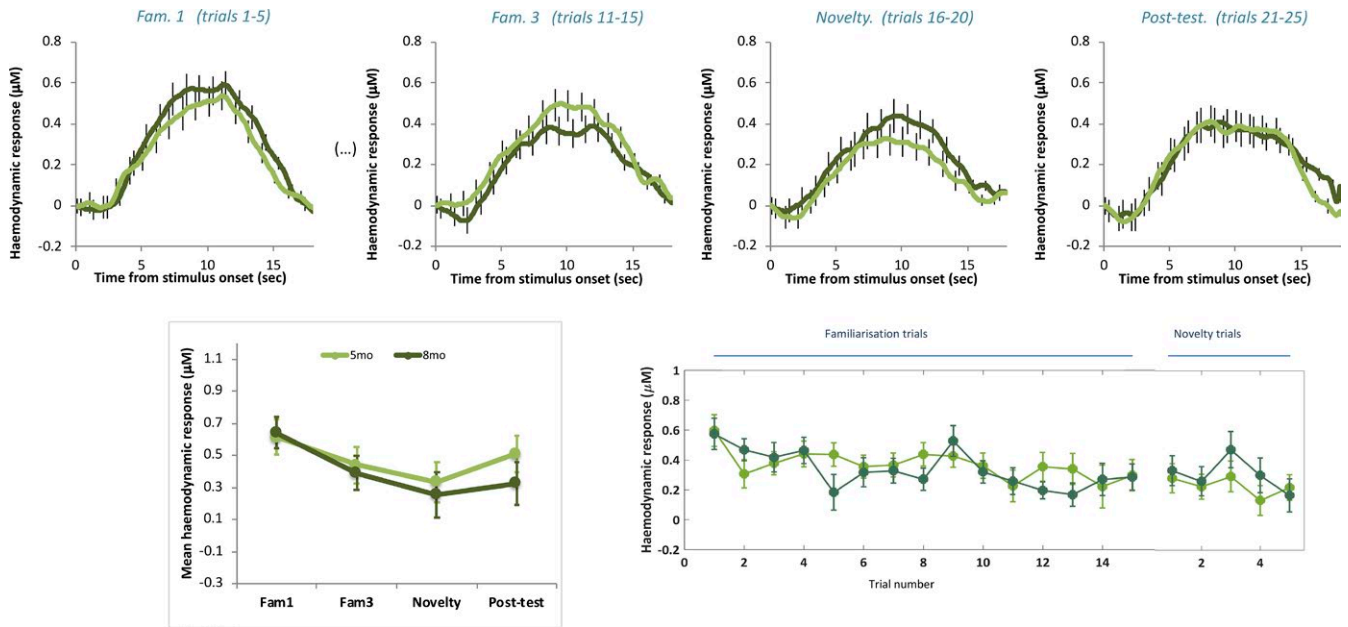 Fam. 1 (trials 1-5)
Fam. 3 (trials 11-15)
Novelty. (trials 16-20)
Post-test. (trials 21-25)
Haemodynamic response (µM)
0.8
0.6
0.4
0.2
0
-0.2
0 5 10 15
Time from stimulus onset (sec)
(...)
Haemodynamic response (µM)
0.8
0.6
0.4
0.2
0
-0.2
0 5 10 15
Time from stimulus onset (sec)
Haemodynamic response (µM)
0.8
0.6
0.4
0.2
0
-0.2
0 5 10 15
Time from stimulus onset (sec)
Haemodynamic response (µM)
0.8
0.6
0.4
0.2
0
-0.2
0 5 10 15
Time from stimulus onset (sec)
Mean haemodynamic response (µM)
1.1
0.9
0.7
0.5
0.3
0.1
-0.1
-0.3
5mo 8mo
Fam1 Fam3 Novelty Post-test
Familiarisation trials
Novelty trials
Haemodynamic response (µM)
1
0.8
0.6
0.4
0.2
0
-0.2
0 2 4 6 8 10 12 14 2 4
Trial number